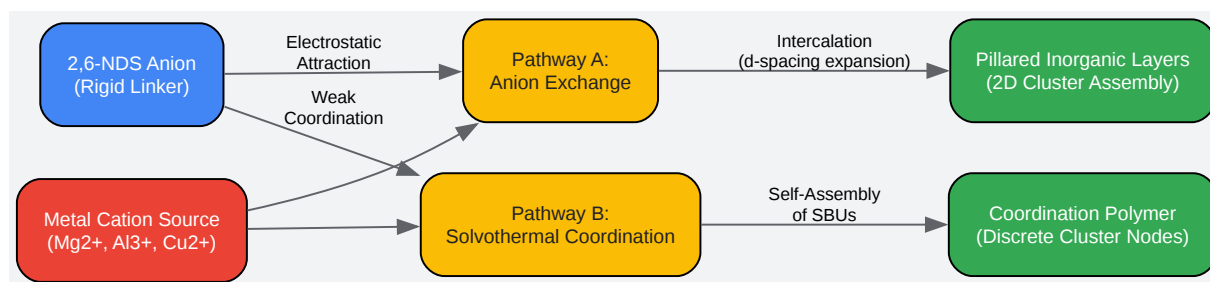 2,6-NDS Anion
(Rigid Linker)
Electrostatic
Attraction
Pathway A:
Anion Exchange
Intercalation
(d-spacing expansion)
Pillared Inorganic Layers
(2D Cluster Assembly)
Weak
Coordination
Metal Cation Source
(Mg2+, Al3+, Cu2+)
Pathway B:
Solvothermal Coordination
Self-Assembly
of SBUs
Coordination Polymer
(Discrete Cluster Nodes)